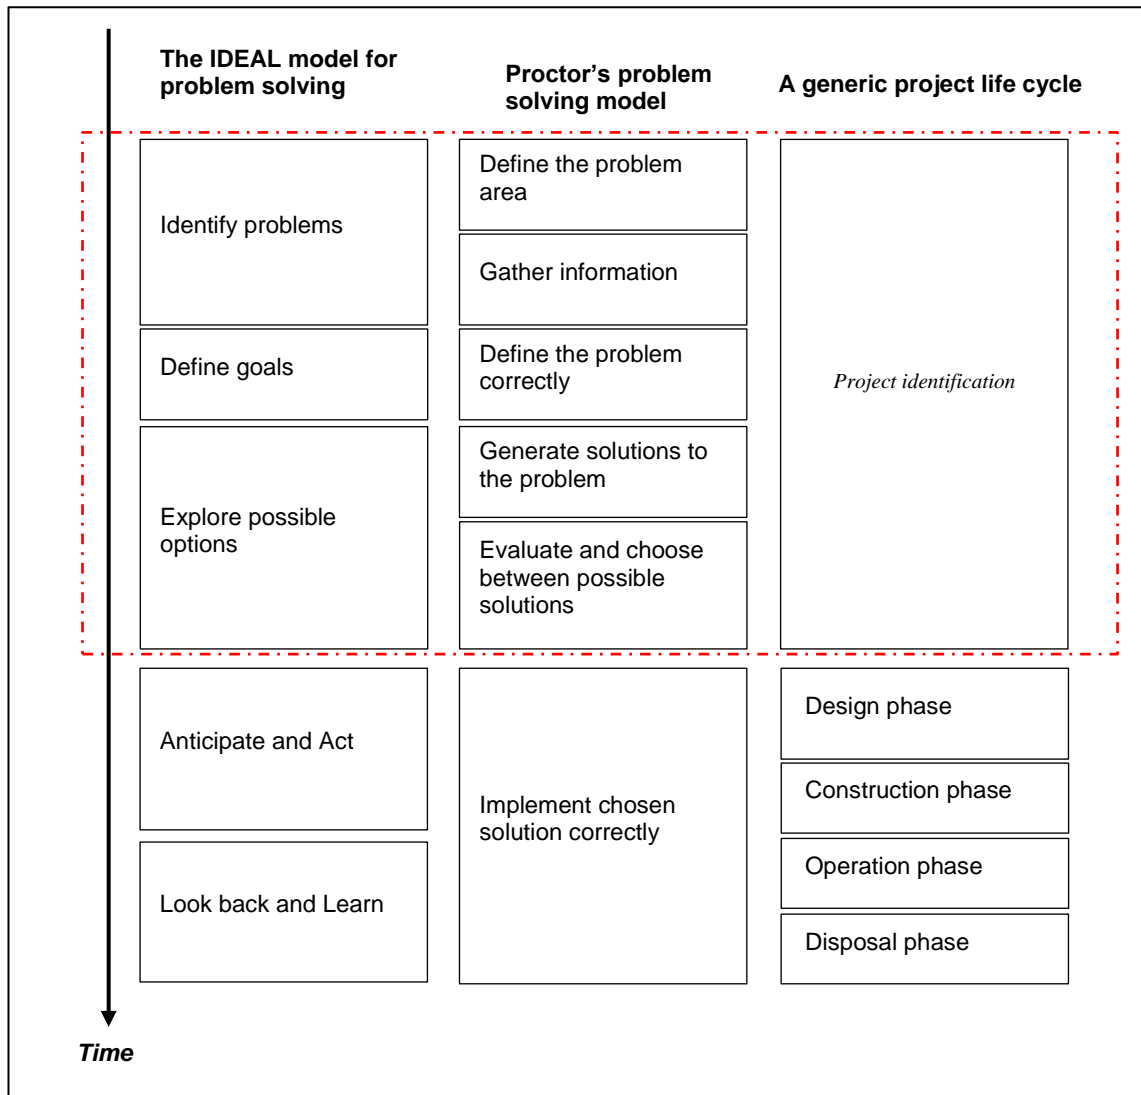 The IDEAL model for
problem solving
Proctor's problem
solving model
A generic project life cycle
Identify problems
Define goals
Explore possible
options
Anticipate and Act
Look back and Learn
Define the problem
area
Gather information
Define the problem
correctly
Generate solutions to
the problem
Evaluate and choose
between possible
solutions
Implement chosen
solution correctly
Project identification
Design phase
Construction phase
Operation phase
Disposal phase
Time